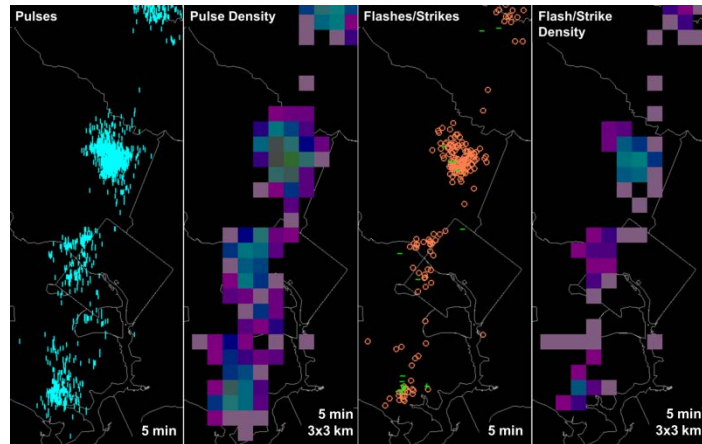 Pulses
5 min
Pulse Density
5 min
3x3 km
Flashes/Strikes
5 min
Flash/Strike
Density
5 min
3x3 km